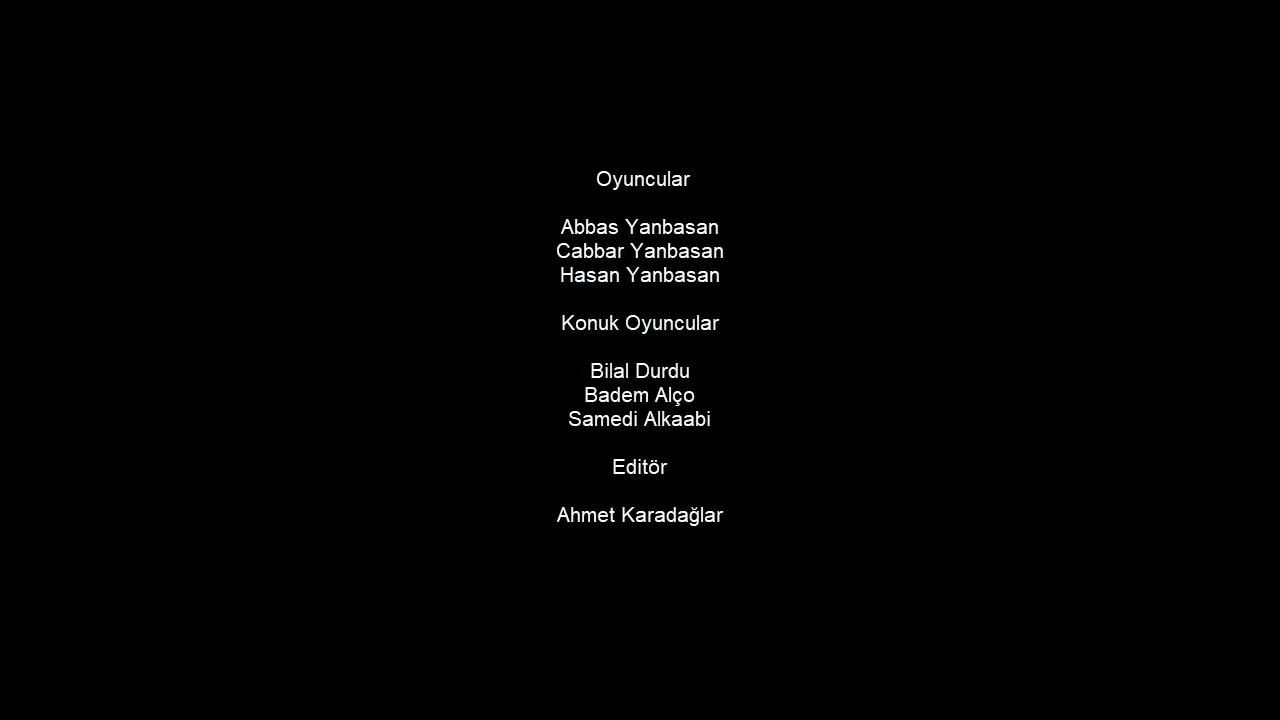 Oyuncular
Abbas Yanbasan
Cabbar Yanbasan
Hasan Yanbasan
Konuk Oyuncular
Bilal Durdu
Badem Alço
Samedi Alkaabi
Editör
Ahmet Karadağlar